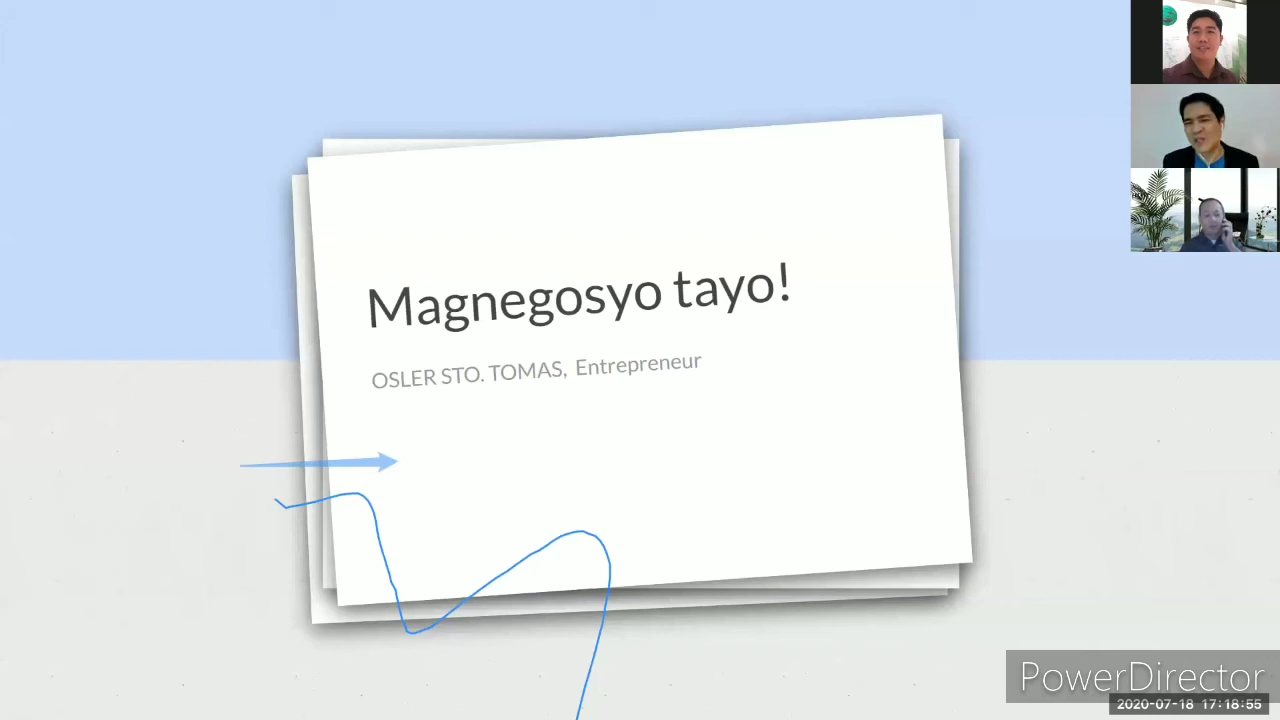 Magnegosyo tayo!
OSLER STO. TOMAS, Entrepreneur
PowerDirector
2020-07-18 17:18:55